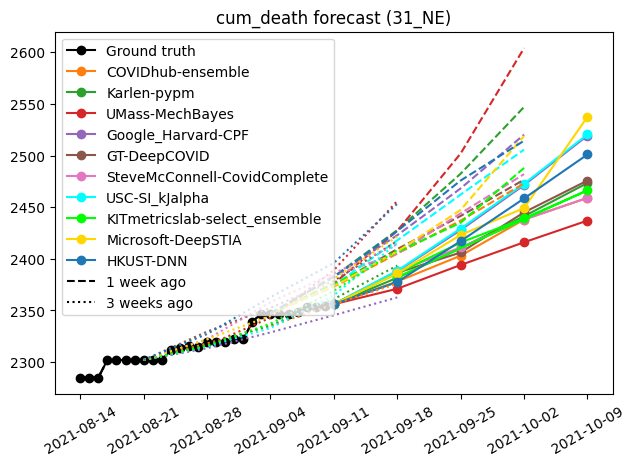 cum_death forecast (31_NE)
2600
2550
2500
2450
2400
2350
2300
Ground truth
COVIDhub-ensemble
Karlen-pypm
UMass-MechBayes
Google_Harvard-CPF
GT-DeepCOVID
SteveMcConnell-CovidComplete
USC-SI_kJalpha
KITmetricslab-select_ensemble
Microsoft-DeepSTIA
HKUST-DNN
1 week ago
3 weeks ago
2021-08-14
2021-08-21
2021-08-28
2021-09-04
2021-09-11
2021-09-18
2021-09-25
2021-10-02
2021-10-09